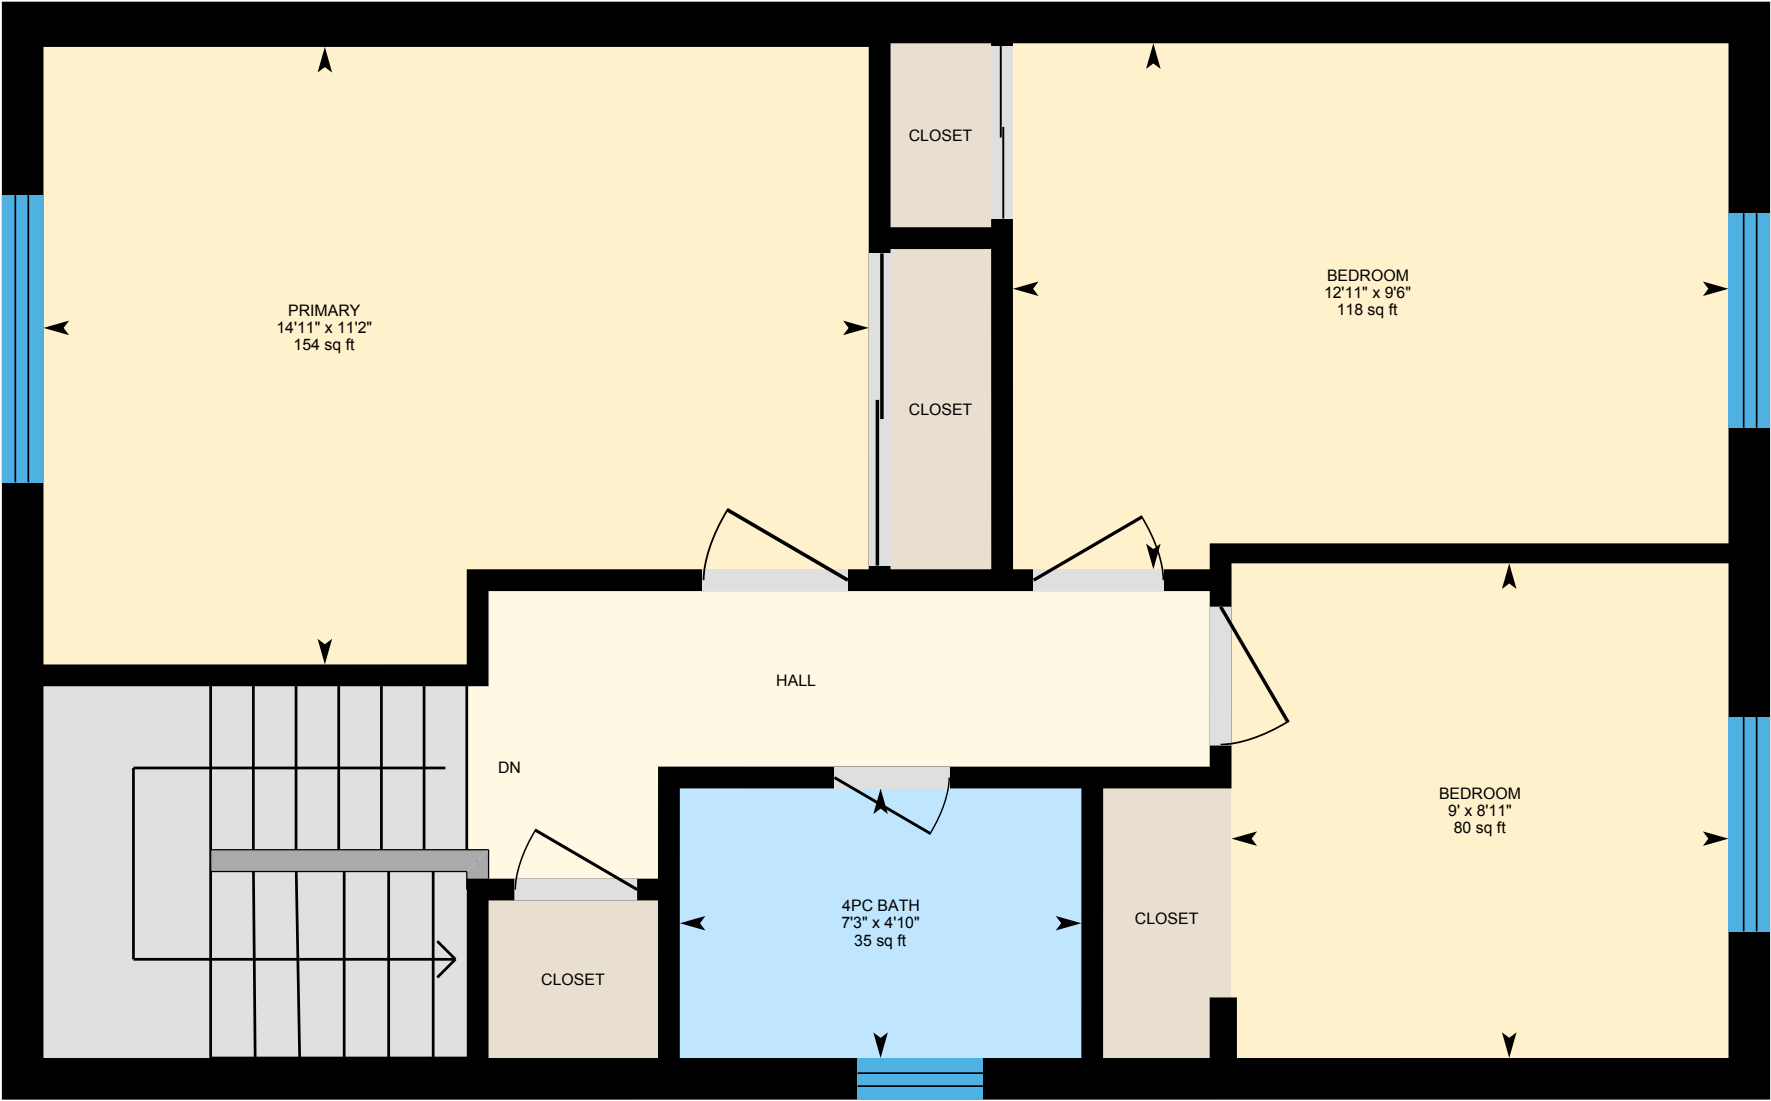 CLOSET
BEDROOM
12'11" x 9'6"
118 sq ft
PRIMARY
14'11" x 11'2"
154 sq ft
CLOSET
HALL
DN
BEDROOM
9' x 8'11"
80 sq ft
4PC BATH
7'3" x 4'10"
35 sq ft
CLOSET
CLOSET